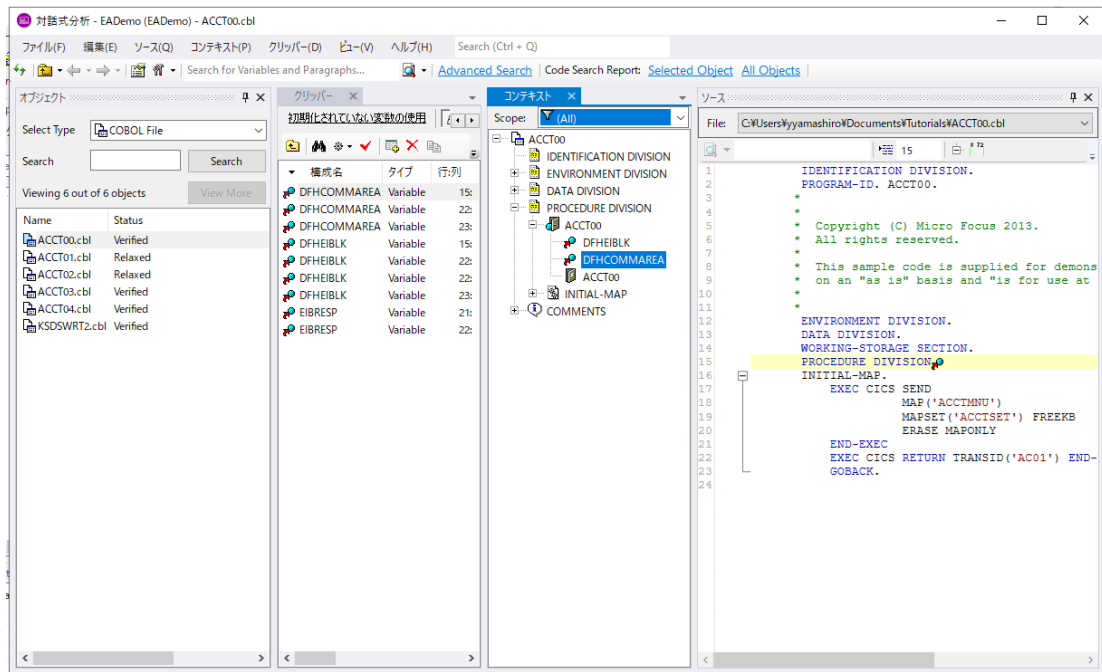 対話式分析 - EADemo (EADemo) - ACCT00.cbl
ファイル(F) 編集(E) ソース(Q) コンテキスト(P) クリッパー(D) ビュー(V) ヘルプ(H) Search (Ctrl + Q)
Search for Variables and Paragraphs... Advanced Search Code Search Report: Selected Object All Objects
オブジェクト
Select Type COBOL File
Search Search
Viewing 6 out of 6 objects View More
Name Status
ACCT00.cbl Verified
ACCT01.cbl Relaxed
ACCT02.cbl Relaxed
ACCT03.cbl Verified
ACCT04.cbl Verified
KSDSWRT2.cbl Verified
クリッパー
初期化されていない変数の使用
構成名 タイプ 行:列
DFHCOMMAREA Variable 15:
DFHCOMMAREA Variable 22:
DFHCOMMAREA Variable 23:
DFHEIBLK Variable 15:
DFHEIBLK Variable 22:
DFHEIBLK Variable 22:
DFHEIBLK Variable 23:
EIBRESP Variable 21:
EIBRESP Variable 22:
コンテキスト
Scope: (All)
ACCT00
IDENTIFICATION DIVISION
ENVIRONMENT DIVISION
DATA DIVISION
PROCEDURE DIVISION
ACCT00
DFHEIBLK
DFHCOMMAREA
ACCT00
INITIAL-MAP
COMMENTS
ソース
File: C:¥Users¥yyamashiro¥Documents¥Tutorials¥ACCT00.cbl
15
1 IDENTIFICATION DIVISION.
2 PROGRAM-ID. ACCT00.
3 *
4 *
5 * Copyright (C) Micro Focus 2013.
6 * All rights reserved.
7 *
8 * This sample code is supplied for demons
9 * on an "as is" basis and "is for use at
10 *
11 *
12 ENVIRONMENT DIVISION.
13 DATA DIVISION.
14 WORKING-STORAGE SECTION.
15 PROCEDURE DIVISION
16 INITIAL-MAP.
17 EXEC CICS SEND
18 MAP('ACCTMNU')
19 MAPSET('ACCTSET') FREEKB
20 ERASE MAPONLY
21 END-EXEC
22 EXEC CICS RETURN TRANSID('AC01') END-
23 GOBACK.
24